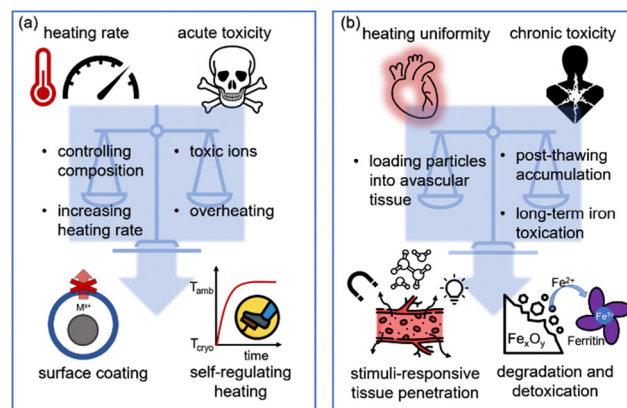 (a)
heating rate
acute toxicity
• controlling
composition
• increasing
heating rate
• toxic ions
• overheating
Mˣ⁺
surface coating
T_amb
T_cryo
time
self-regulating
heating
(b)
heating uniformity
chronic toxicity
• loading particles
into avascular
tissue
• post-thawing
accumulation
• long-term iron
toxication
stimuli-responsive
tissue penetration
Fe²⁺
Fe³⁺
FeₓOᵧ
Ferritin
degradation and
detoxification